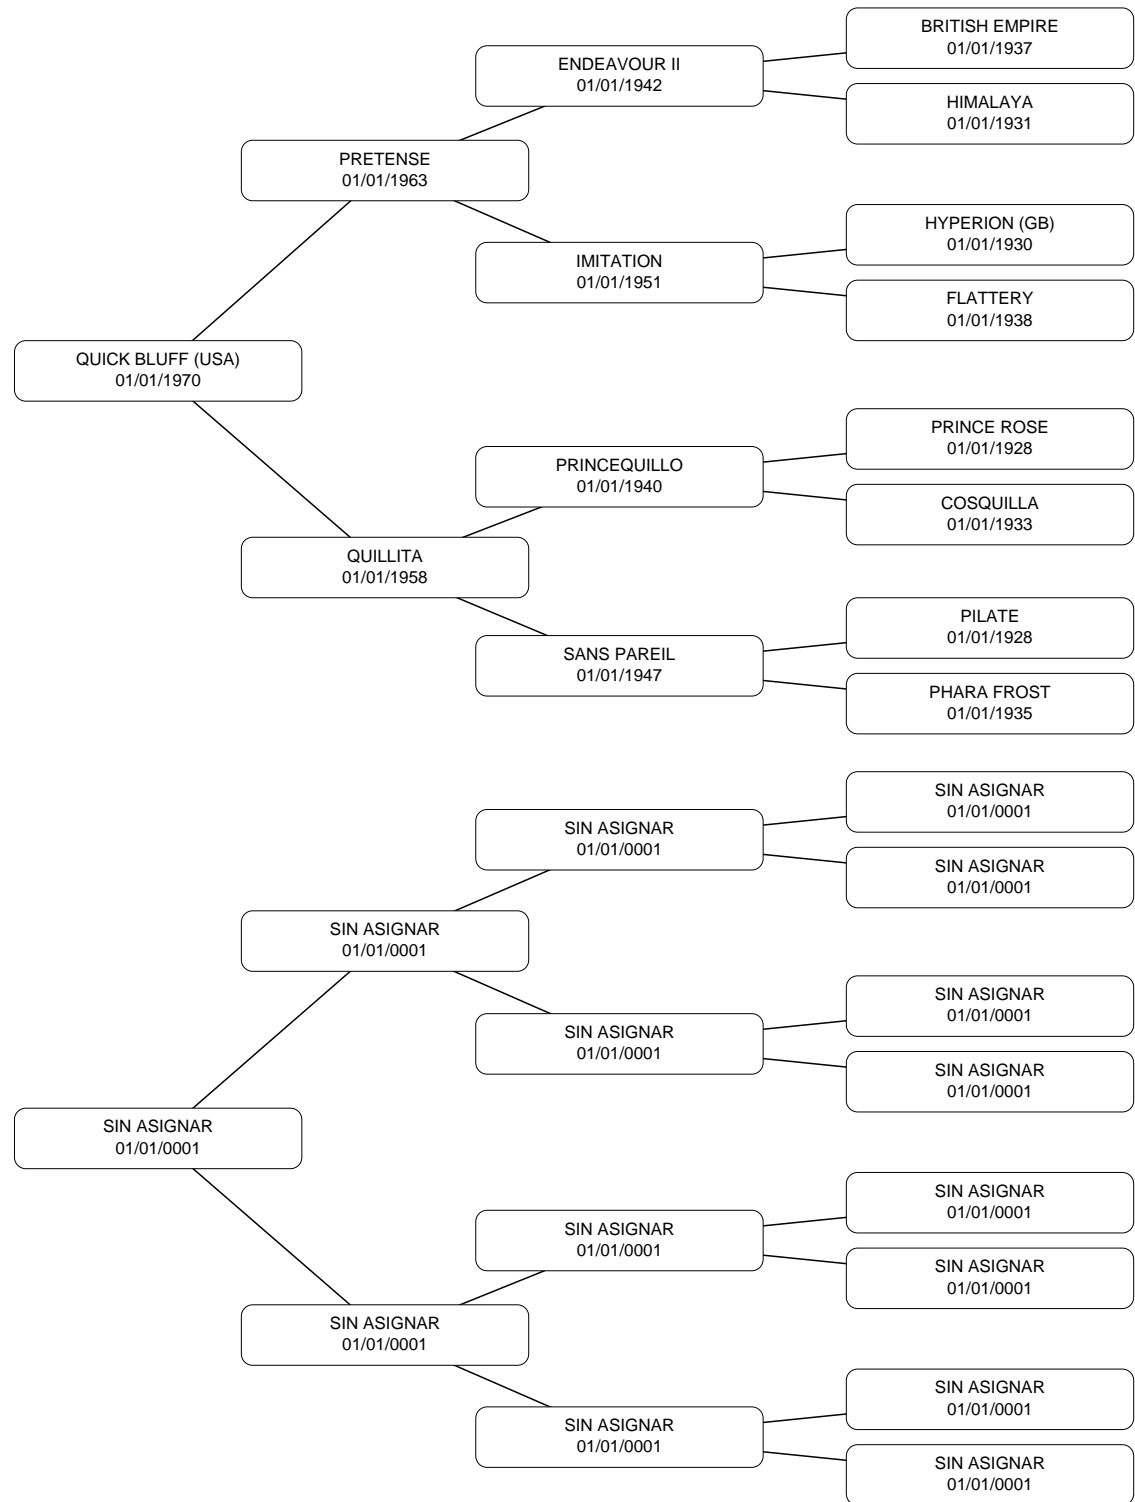 BRITISH EMPIRE
01/01/1937
ENDEAVOUR II
01/01/1942
HIMALAYA
01/01/1931
PRETENSE
01/01/1963
HYPERION (GB)
01/01/1930
IMITATION
01/01/1951
FLATTERY
01/01/1938
QUICK BLUFF (USA)
01/01/1970
PRINCE ROSE
01/01/1928
PRINCEQUILLO
01/01/1940
COSQUILLA
01/01/1933
QUILLITA
01/01/1958
PILATE
01/01/1928
SANS PAREIL
01/01/1947
PHARA FROST
01/01/1935
SIN ASIGNAR
01/01/0001
SIN ASIGNAR
01/01/0001
SIN ASIGNAR
01/01/0001
SIN ASIGNAR
01/01/0001
SIN ASIGNAR
01/01/0001
SIN ASIGNAR
01/01/0001
SIN ASIGNAR
01/01/0001
SIN ASIGNAR
01/01/0001
SIN ASIGNAR
01/01/0001
SIN ASIGNAR
01/01/0001
SIN ASIGNAR
01/01/0001
SIN ASIGNAR
01/01/0001
SIN ASIGNAR
01/01/0001
SIN ASIGNAR
01/01/0001
SIN ASIGNAR
01/01/0001